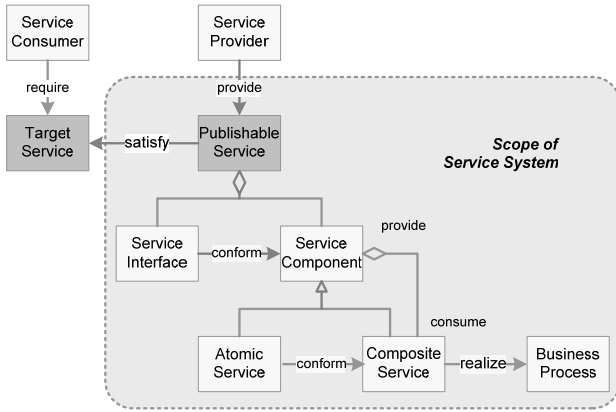 Service
Consumer
Service
Provider
require
provide
Target
Service
satisfy
Publishable
Service
Scope of
Service System
Service
Interface
conform
Service
Component
provide
consume
Atomic
Service
conform
Composite
Service
realize
Business
Process